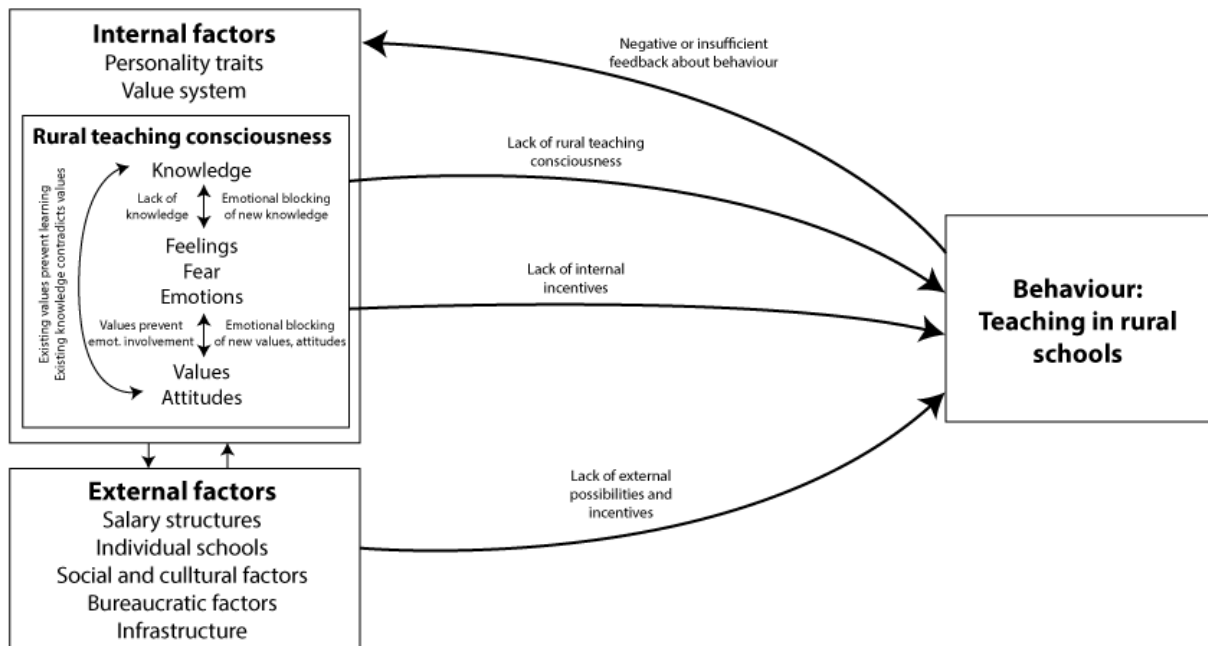 Internal factors
Personality traits
Value system
Rural teaching consciousness
Knowledge
Lack of
knowledge
Emotional blocking
of new knowledge
Feelings
Fear
Emotions
Values prevent
emot. involvement
Emotional blocking
of new values, attitudes
Values
Attitudes
Existing values prevent learning
Existing knowledge contradicts values
External factors
Salary structures
Individual schools
Social and culltural factors
Bureaucratic factors
Infrastructure
Negative or insufficient
feedback about behaviour
Lack of rural teaching
consciousness
Lack of internal
incentives
Lack of external
possibilities and
incentives
Behaviour:
Teaching in rural
schools